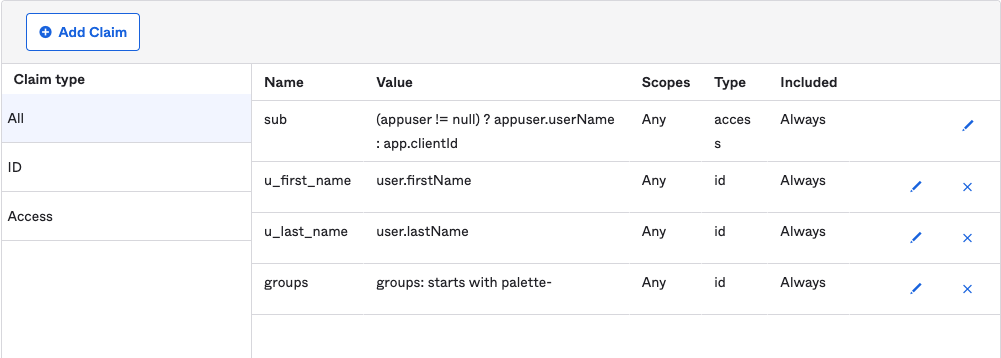 Add Claim
Claim type
All
ID
Access
Name Value Scopes Type Included
sub (appuser != null) ? appuser.userName Any acces Always
: app.clientId s
u_first_name user.firstName Any id Always
u_last_name user.lastName Any id Always
groups groups: starts with palette- Any id Always